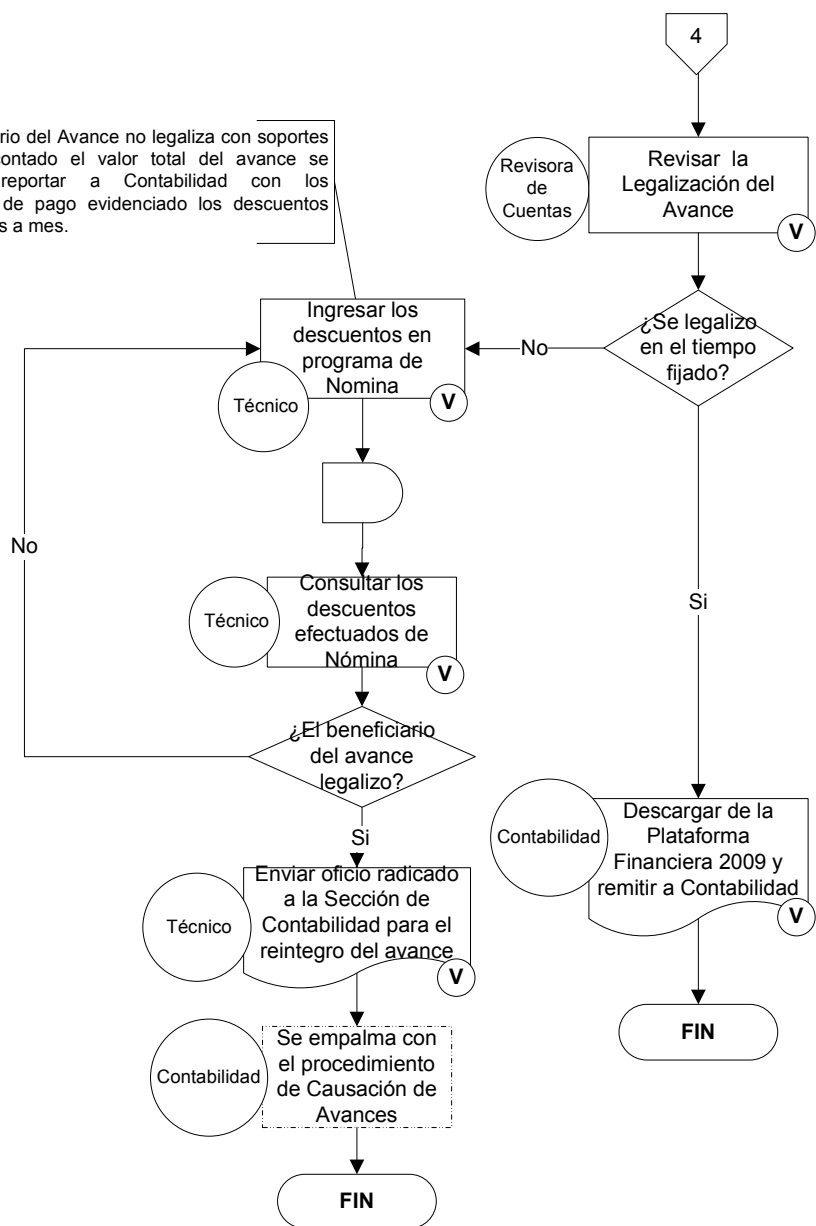 4
rio del Avance no legaliza con soportes
contado el valor total del avance se
reportar a Contabilidad con los
de pago evidenciado los descuentos
s a mes.
Revisora
de
Cuentas
Revisar la
Legalización del
Avance
V
Ingresar los
descuentos en
programa de
Nomina
Técnico
V
No
¿Se legalizo
en el tiempo
fijado?
No
Si
Técnico
Consultar los
descuentos
efectuados de
Nómina
V
¿El beneficiario
del avance
legalizo?
Si
Contabilidad
Descargar de la
Plataforma
Financiera 2009 y
remitir a Contabilidad
V
Técnico
Enviar oficio radicado
a la Sección de
Contabilidad para el
reintegro del avance
V
FIN
Contabilidad
Se empalma con
el procedimiento
de Causación de
Avances
FIN